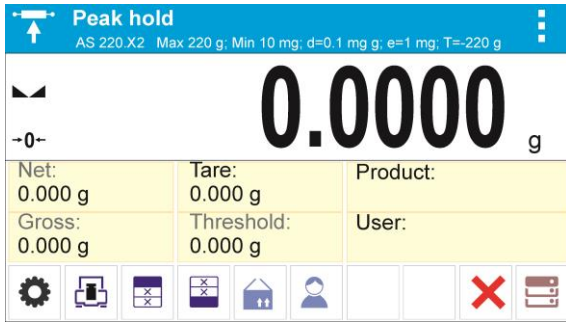 Peak hold
AS 220.X2 Max 220 g; Min 10 mg; d=0.1 mg g; e=1 mg; T=-220 g
0.0000 g
→0←
Net:
0.000 g
Tare:
0.000 g
Product:
Gross:
0.000 g
Threshold:
0.000 g
User: